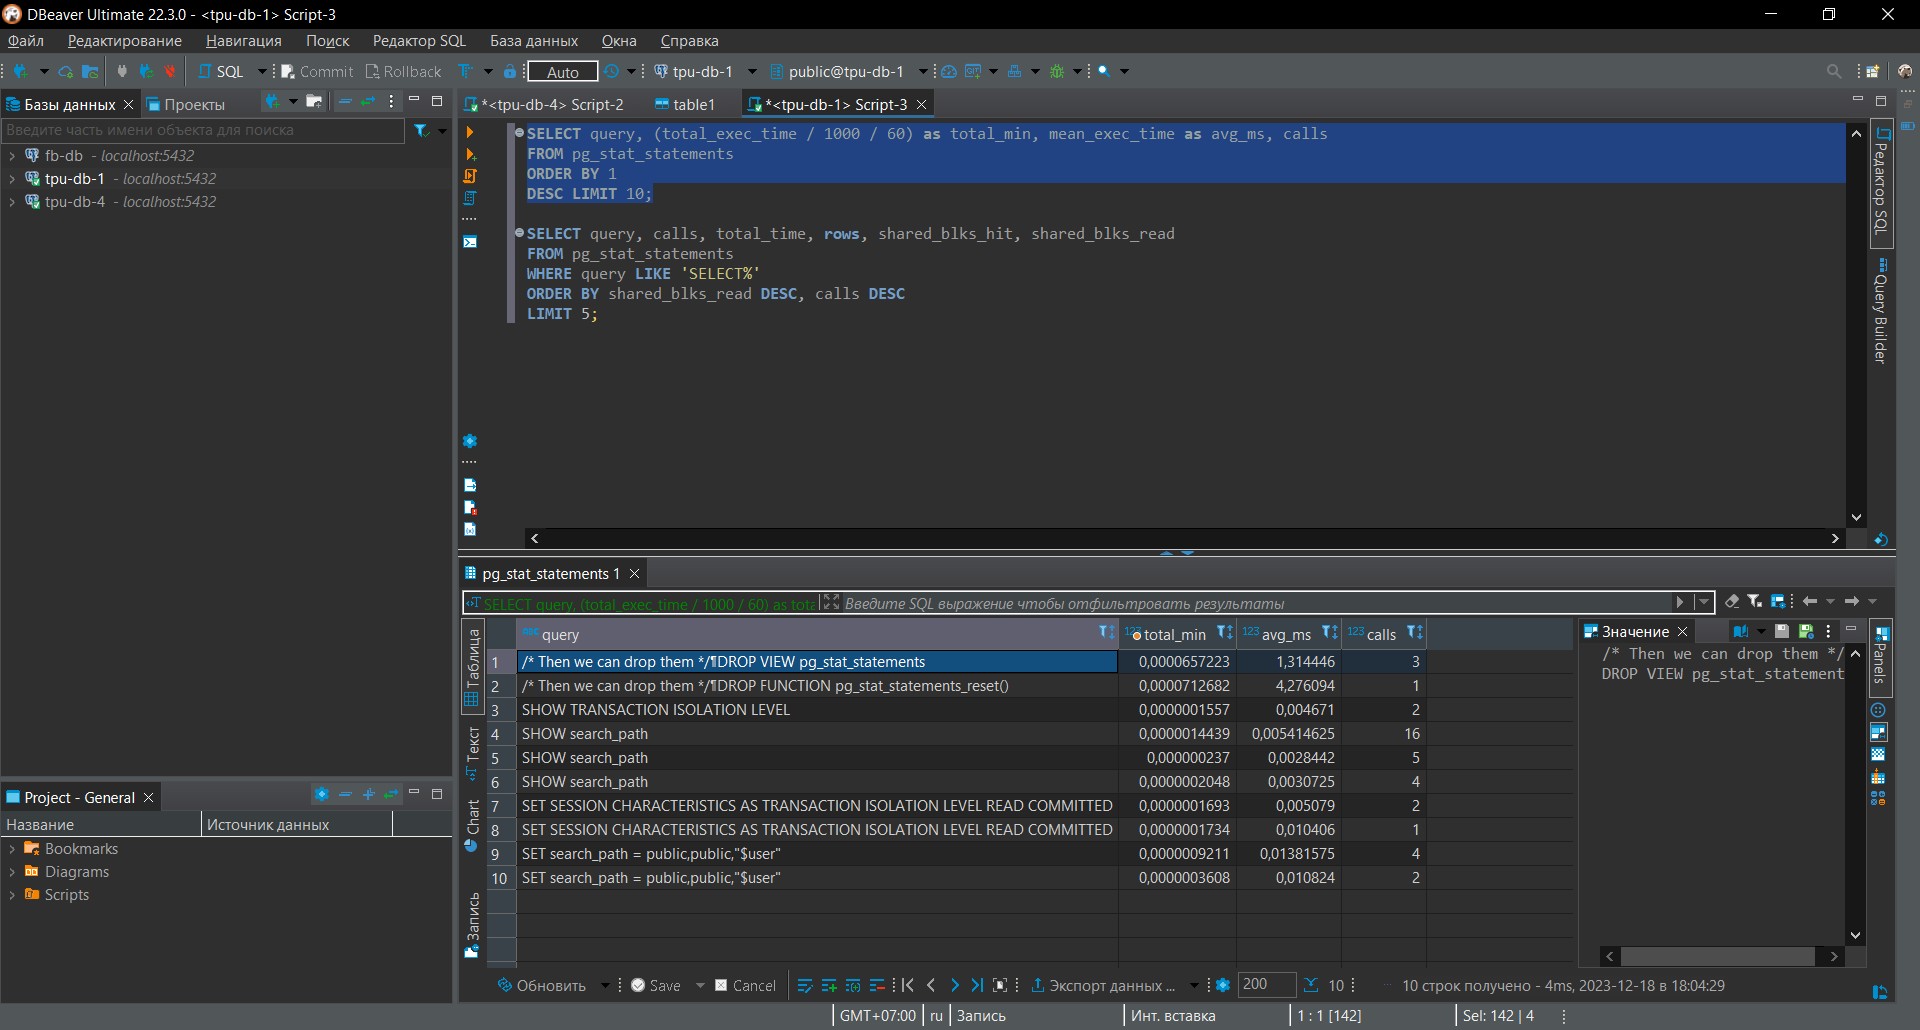 DBeaver Ultimate 22.3.0 - <tpu-db-1> Script-3
Файл Редактирование Навигация Поиск Редактор SQL База данных Окна Справка
SQL Commit Rollback Auto tpu-db-1 public@tpu-db-1
Базы данных Проекты
Введите часть имени объекта для поиска
fb-db - localhost:5432
tpu-db-1 - localhost:5432
tpu-db-4 - localhost:5432
*<tpu-db-4> Script-2 table1 *<tpu-db-1> Script-3
SELECT query, (total_exec_time / 1000 / 60) as total_min, mean_exec_time as avg_ms, calls
FROM pg_stat_statements
ORDER BY 1
DESC LIMIT 10;
SELECT query, calls, total_time, rows, shared_blks_hit, shared_blks_read
FROM pg_stat_statements
WHERE query LIKE 'SELECT%'
ORDER BY shared_blks_read DESC, calls DESC
LIMIT 5;
Редактор SQL
Query Builder
pg_stat_statements 1
SELECT query, (total_exec_time / 1000 / 60) as tota
Введите SQL выражение чтобы отфильтровать результаты
Таблица
Текст
Chart
Запись
query total_min avg_ms calls
1 /* Then we can drop them */¶DROP VIEW pg_stat_statements 0,0000657223 1,314446 3
2 /* Then we can drop them */¶DROP FUNCTION pg_stat_statements_reset() 0,0000712682 4,276094 1
3 SHOW TRANSACTION ISOLATION LEVEL 0,0000001557 0,004671 2
4 SHOW search_path 0,0000014439 0,005414625 16
5 SHOW search_path 0,000000237 0,0028442 5
6 SHOW search_path 0,0000002048 0,0030725 4
7 SET SESSION CHARACTERISTICS AS TRANSACTION ISOLATION LEVEL READ COMMITTED 0,0000001693 0,005079 2
8 SET SESSION CHARACTERISTICS AS TRANSACTION ISOLATION LEVEL READ COMMITTED 0,0000001734 0,010406 1
9 SET search_path = public,public,"$user" 0,0000009211 0,01381575 4
10 SET search_path = public,public,"$user" 0,0000003608 0,010824 2
Значение
/* Then we can drop them */
DROP VIEW pg_stat_statement
Panels
Project - General
Название Источник данных
Bookmarks
Diagrams
Scripts
Обновить Save Cancel Экспорт данных ... 200 10 10 строк получено - 4ms, 2023-12-18 в 18:04:29
GMT+07:00 ru Запись Инт. вставка 1 : 1 [142] Sel: 142 | 4